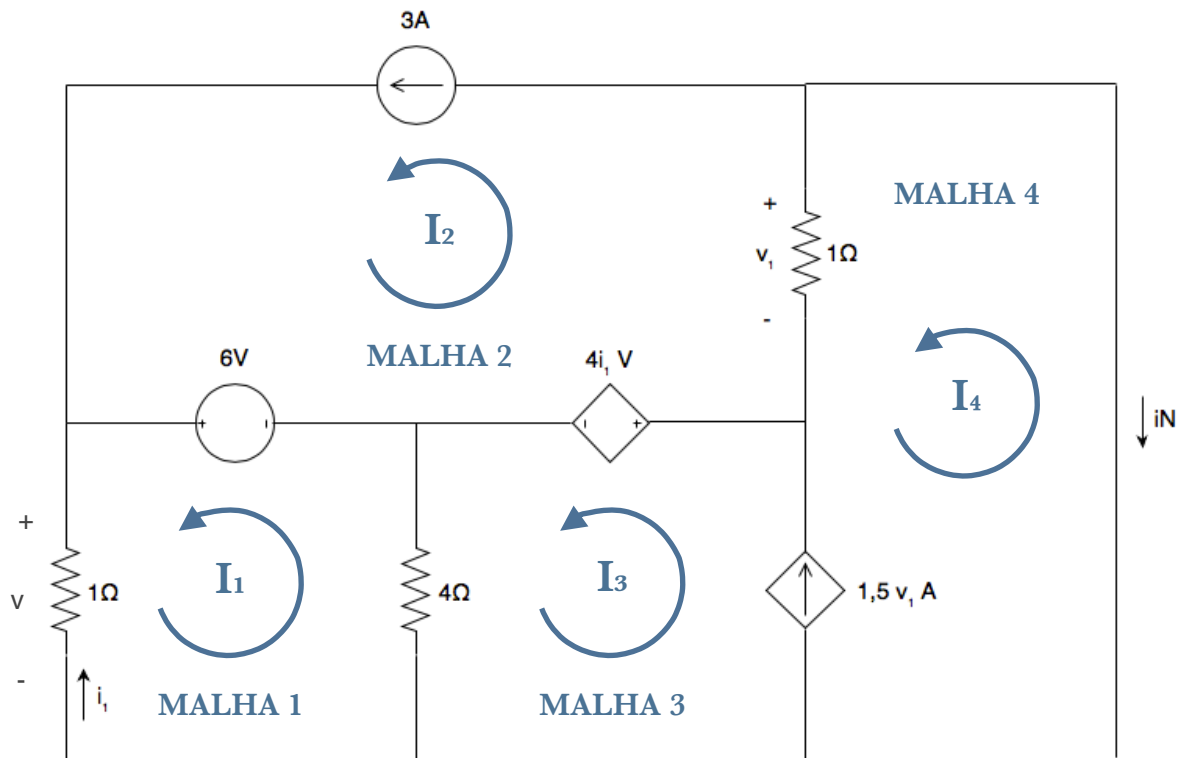 3A
MALHA 4
+
I₂
v₁
1Ω
-
MALHA 2
6V
4i₁ V
+
-
-
+
I₄
iN
+
I₁
I₃
v
1Ω
4Ω
1,5 v₁ A
-
i₁
MALHA 1
MALHA 3